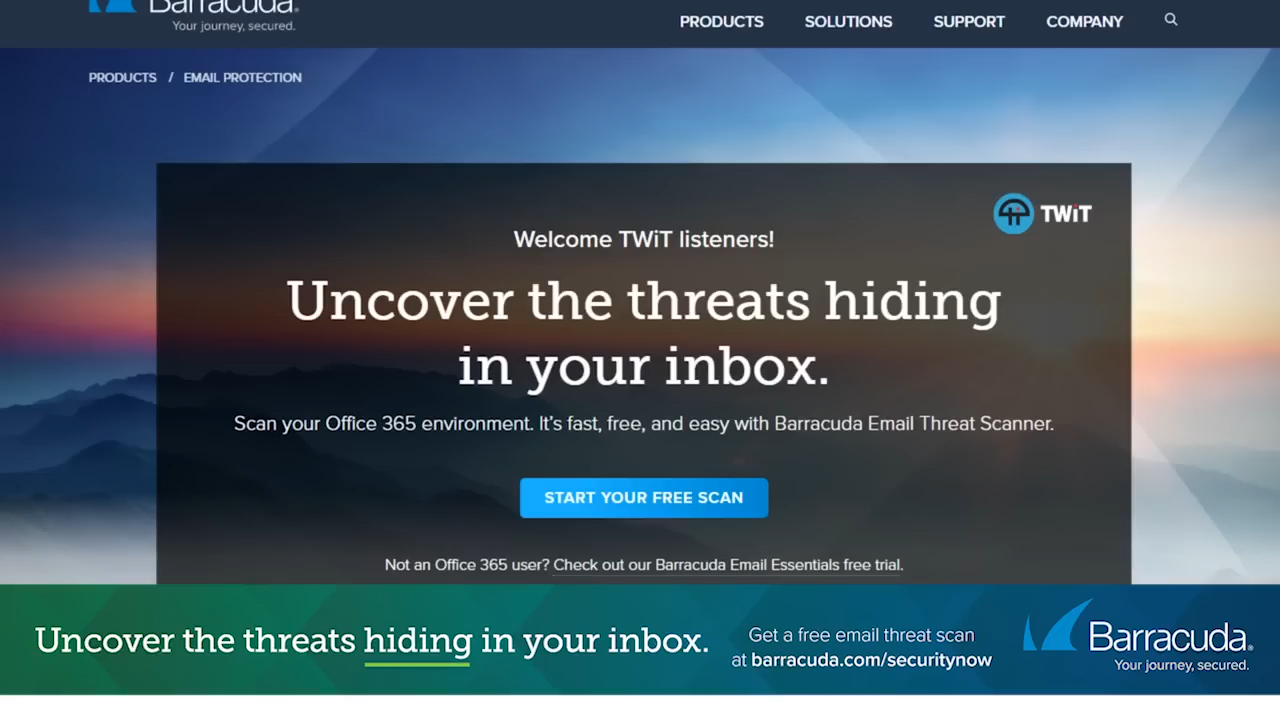 Barracuda®
Your journey, secured.
PRODUCTS SOLUTIONS SUPPORT COMPANY
PRODUCTS / EMAIL PROTECTION
TWiT
Welcome TWiT listeners!
Uncover the threats hiding
in your inbox.
Scan your Office 365 environment. It's fast, free, and easy with Barracuda Email Threat Scanner.
START YOUR FREE SCAN
Not an Office 365 user? Check out our Barracuda Email Essentials free trial.
Uncover the threats hiding in your inbox.
Get a free email threat scan
at barracuda.com/securitynow
Barracuda®
Your journey, secured.